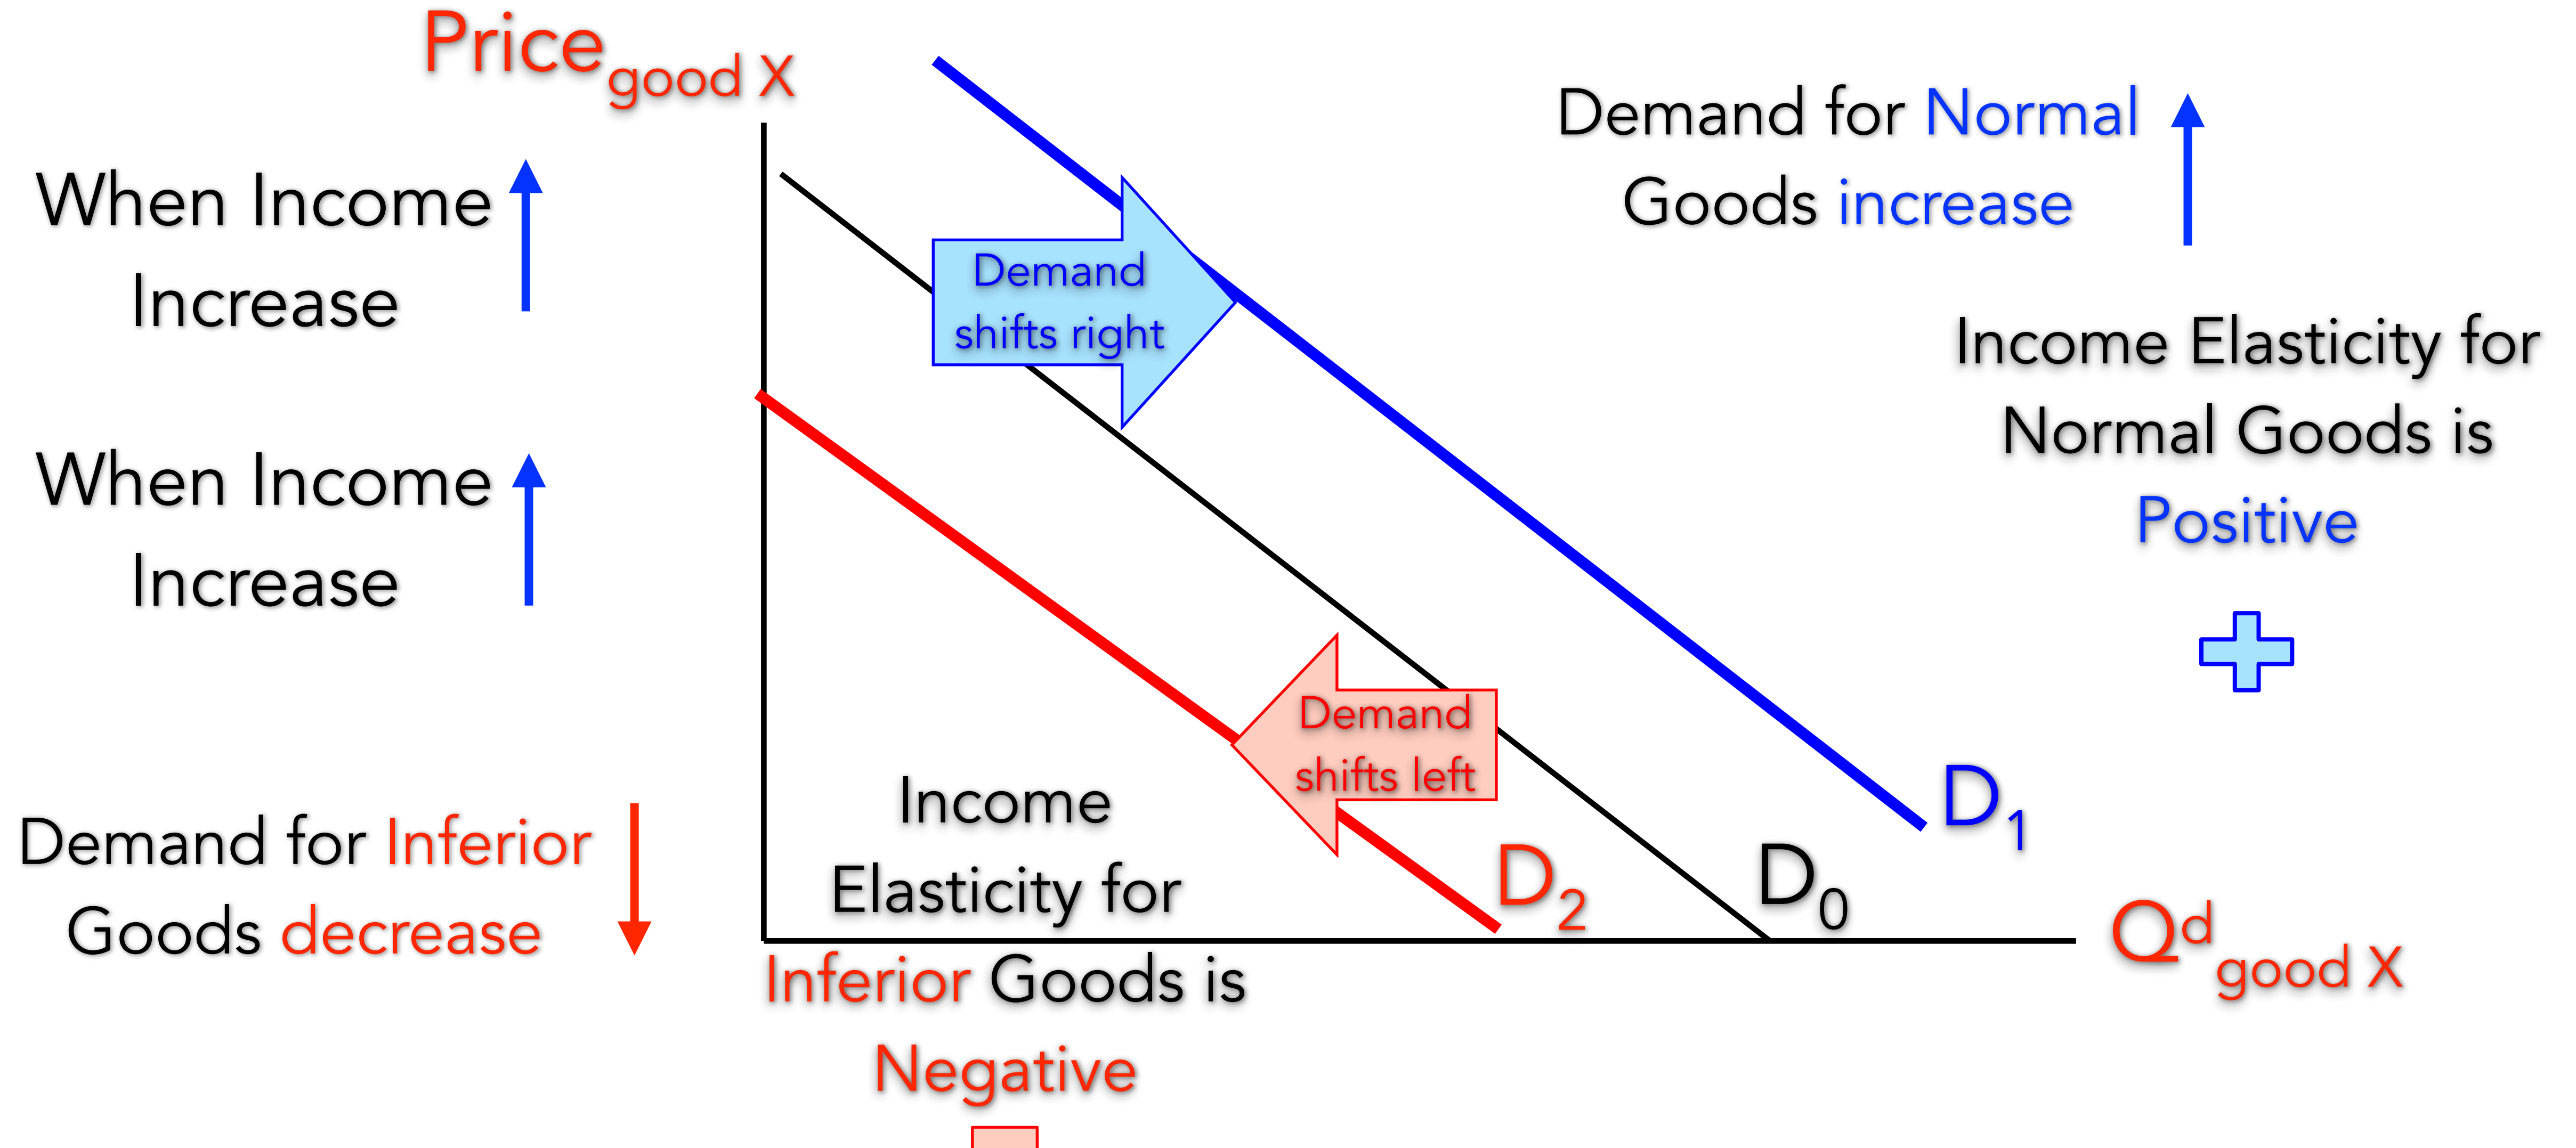 Price good X
When Income
Increase
When Income
Increase
Demand for Inferior
Goods decrease
Demand
shifts right
Demand
shifts left
Income
Elasticity for
Inferior Goods is
Negative
D2
D0
D1
Qd good X
Demand for Normal
Goods increase
Income Elasticity for
Normal Goods is
Positive